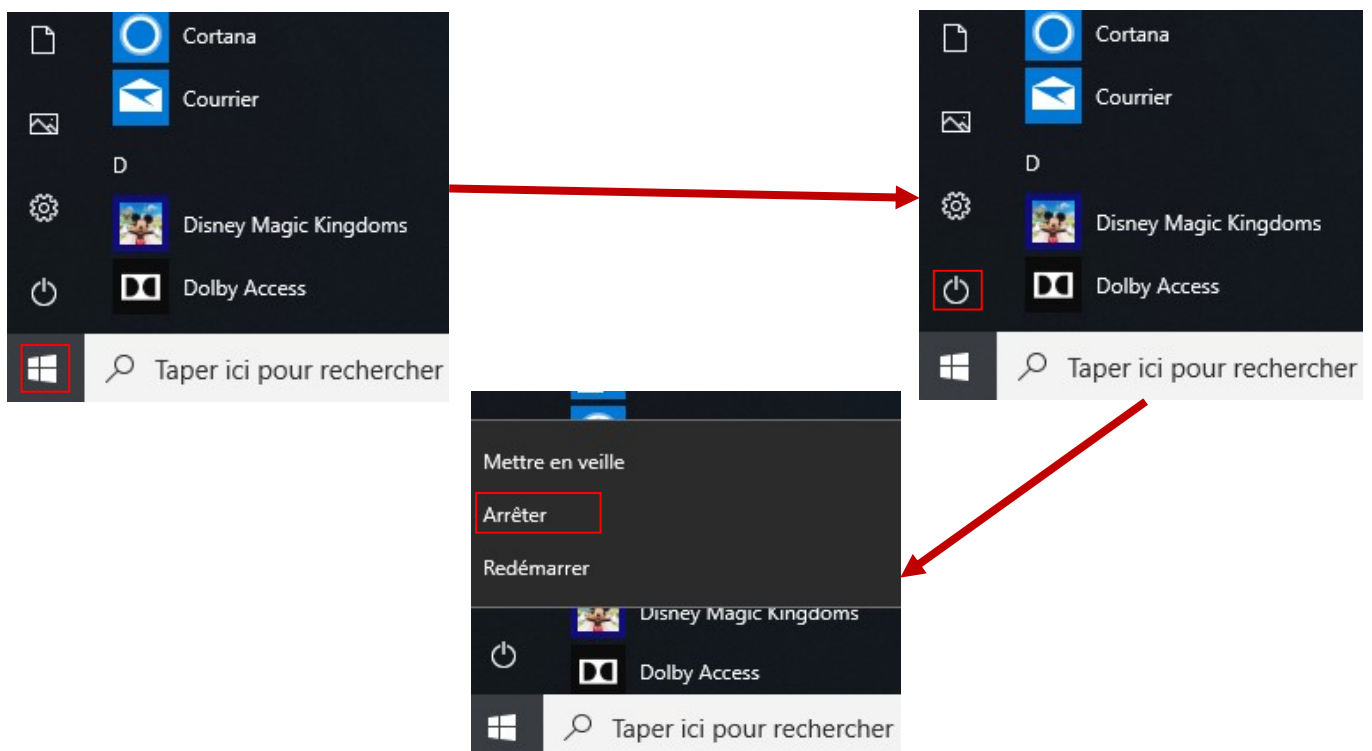 Cortana
Courrier
D
Disney Magic Kingdoms
Dolby Access
Taper ici pour rechercher
Cortana
Courrier
D
Disney Magic Kingdoms
Dolby Access
Taper ici pour rechercher
Mettre en veille
Arrêter
Redémarrer
Disney Magic Kingdoms
Dolby Access
Taper ici pour rechercher